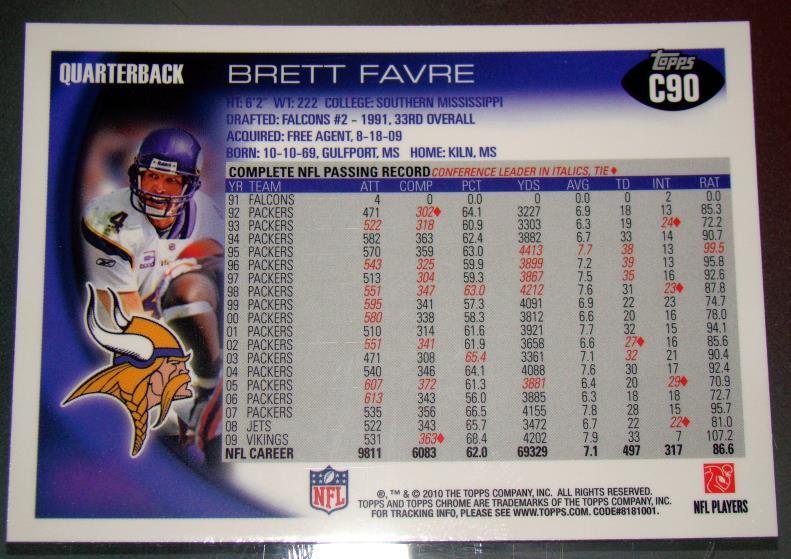 QUARTERBACK
BRETT FAVRE
TOPPS
C90
HT: 6'2" WT: 222 COLLEGE: SOUTHERN MISSISSIPPI
DRAFTED: FALCONS #2 - 1991, 33RD OVERALL
ACQUIRED: FREE AGENT, 8-18-09
BORN: 10-10-69, GULFPORT, MS HOME: KILN, MS
COMPLETE NFL PASSING RECORD CONFERENCE LEADER IN ITALICS, TIE♦
YR TEAM ATT COMP PCT YDS AVG TD INT RAT
91 FALCONS 4 0 0.0 0 0.0 0 2 0.0
92 PACKERS 471 302♦ 64.1 3227 6.9 18 13 85.3
93 PACKERS 522 318 60.9 3303 6.3 19 24♦ 72.2
94 PACKERS 582 363 62.4 3882 6.7 33 14 90.7
95 PACKERS 570 359 63.0 4413 7.7 38 13 99.5
96 PACKERS 543 325 59.9 3899 7.2 39 13 95.8
97 PACKERS 513 304 59.3 3867 7.5 35 16 92.6
98 PACKERS 551 347 63.0 4212 7.6 31 23♦ 87.8
99 PACKERS 595 341 57.3 4091 6.9 22 23 74.7
00 PACKERS 580 338 58.3 3812 6.6 20 16 78.0
01 PACKERS 510 314 61.6 3921 7.7 32 15 94.1
02 PACKERS 551 341 61.9 3658 6.6 27♦ 16 85.6
03 PACKERS 471 308 65.4 3361 7.1 32 21 90.4
04 PACKERS 540 346 64.1 4088 7.6 30 17 92.4
05 PACKERS 607 372 61.3 3881 6.4 20 29♦ 70.9
06 PACKERS 613 343 56.0 3885 6.3 18 18 72.7
07 PACKERS 535 356 66.5 4155 7.8 28 15 95.7
08 JETS 522 343 65.7 3472 6.7 22 22♦ 81.0
09 VIKINGS 531 363♦ 68.4 4202 7.9 33 7 107.2
NFL CAREER 9811 6083 62.0 69329 7.1 497 317 86.6
4
NFL
®, ™ & © 2010 THE TOPPS COMPANY, INC. ALL RIGHTS RESERVED.
TOPPS AND TOPPS CHROME ARE TRADEMARKS OF THE TOPPS COMPANY, INC.
FOR TRACKING INFO, PLEASE SEE WWW.TOPPS.COM. CODE#8181001.
NFL PLAYERS